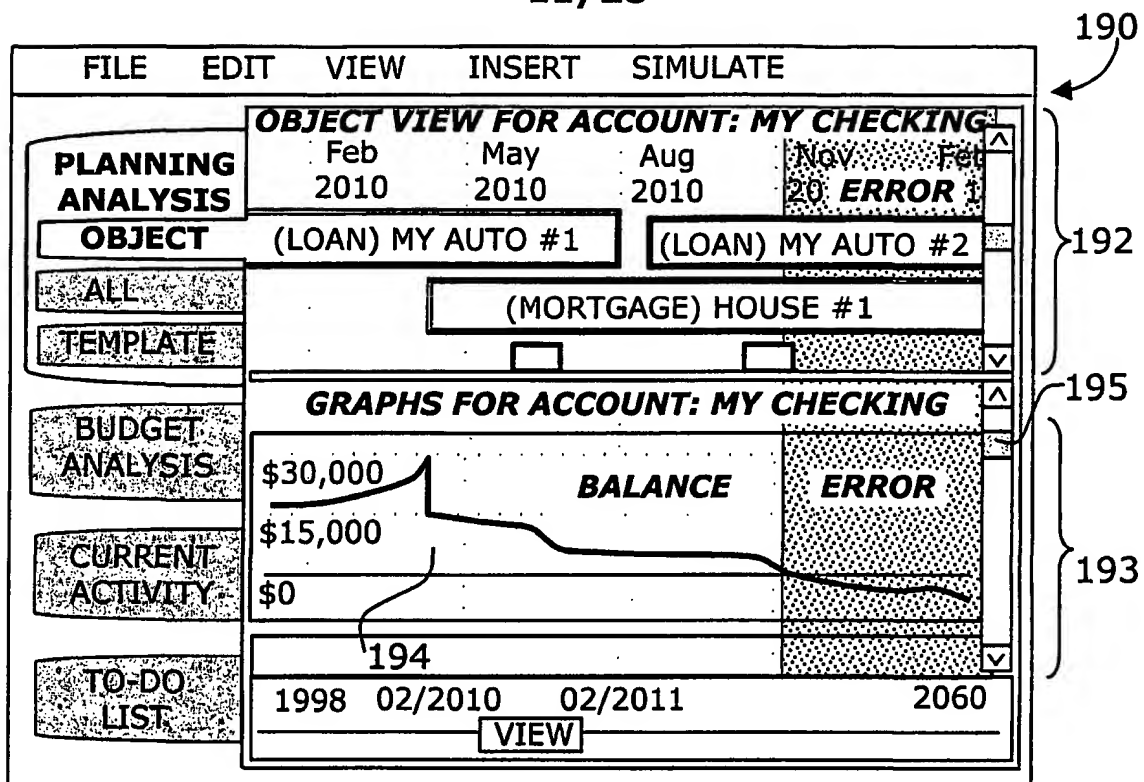 190
FILE EDIT VIEW INSERT SIMULATE
OBJECT VIEW FOR ACCOUNT: MY CHECKING
Feb May Aug Nov
2010 2010 2010 20 ERROR 1
PLANNING
ANALYSIS
OBJECT
(LOAN) MY AUTO #1 (LOAN) MY AUTO #2
192
ALL
(MORTGAGE) HOUSE #1
TEMPLATE
195
GRAPHS FOR ACCOUNT: MY CHECKING
BUDGET
ANALYSIS
$30,000 BALANCE ERROR
$15,000
CURRENT
ACTIVITY
$0
193
194
TO-DO
LIST
1998 02/2010 02/2011 2060
VIEW